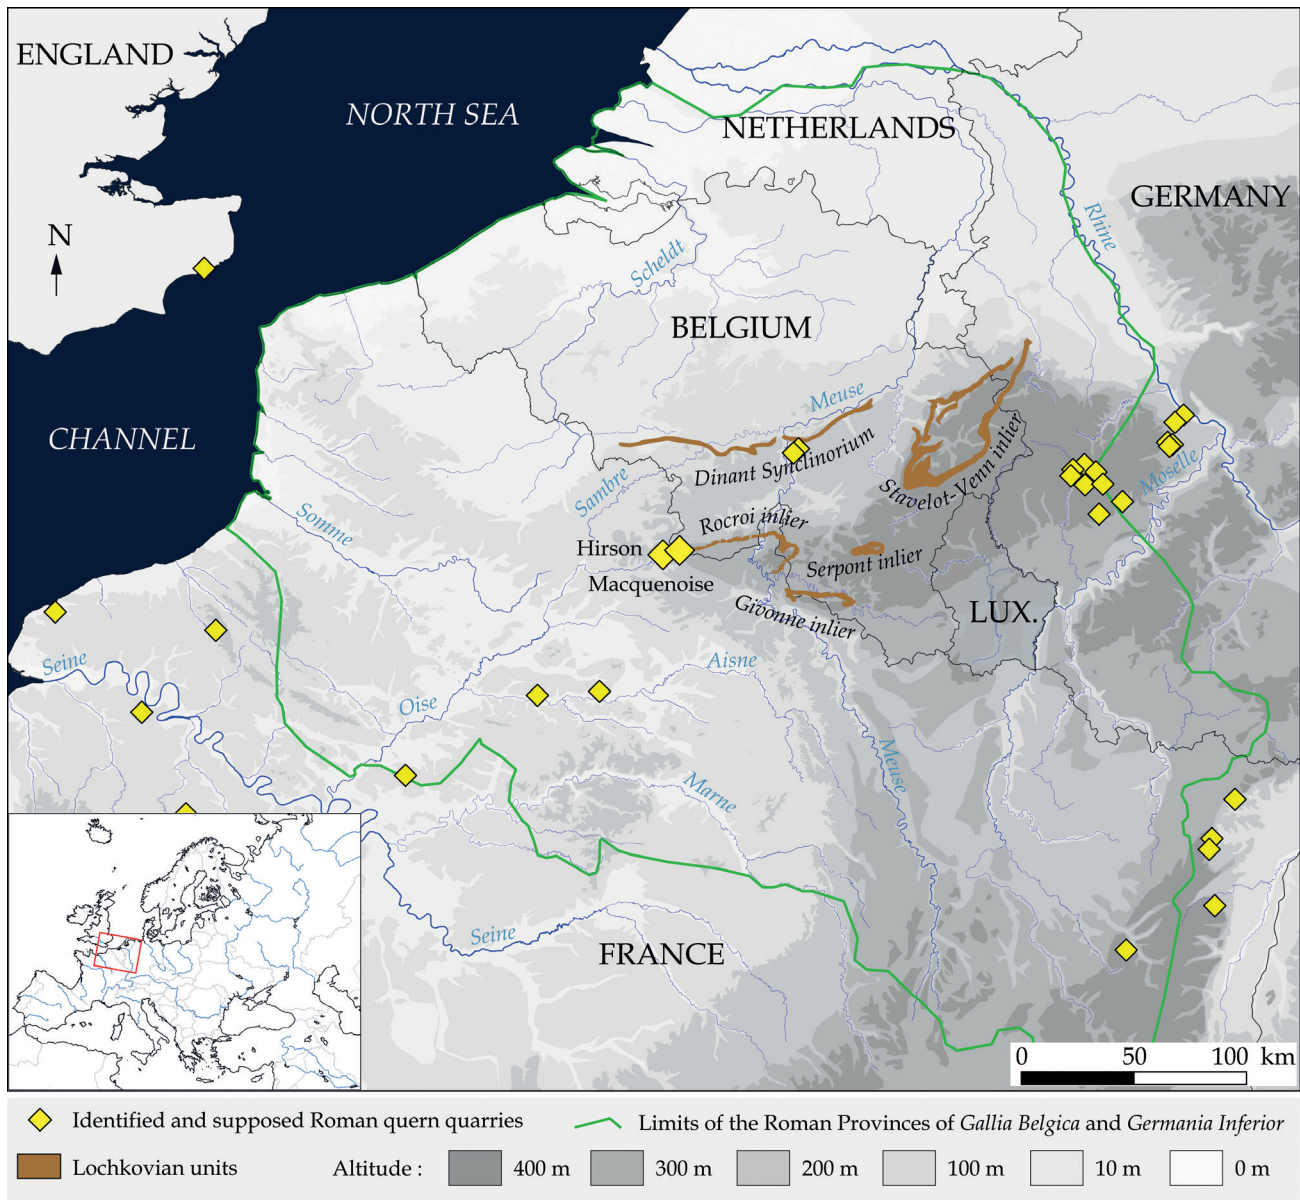 ENGLAND
NORTH SEA
NETHERLANDS
GERMANY
N
Rhine
Scheldt
BELGIUM
CHANNEL
Meuse
Dinant Synclinorium
Stavelot-Venn inlier
Moselle
Sambre
Somme
Rocroi inlier
Hirson
Serpont inlier
Macquenoise
Givonne inlier
LUX.
Seine
Aisne
Oise
Meuse
Marne
Seine
FRANCE
0 50 100 km
Identified and supposed Roman quern quarries
Limits of the Roman Provinces of Gallia Belgica and Germania Inferior
Lochkovian units
Altitude : 400 m 300 m 200 m 100 m 10 m 0 m